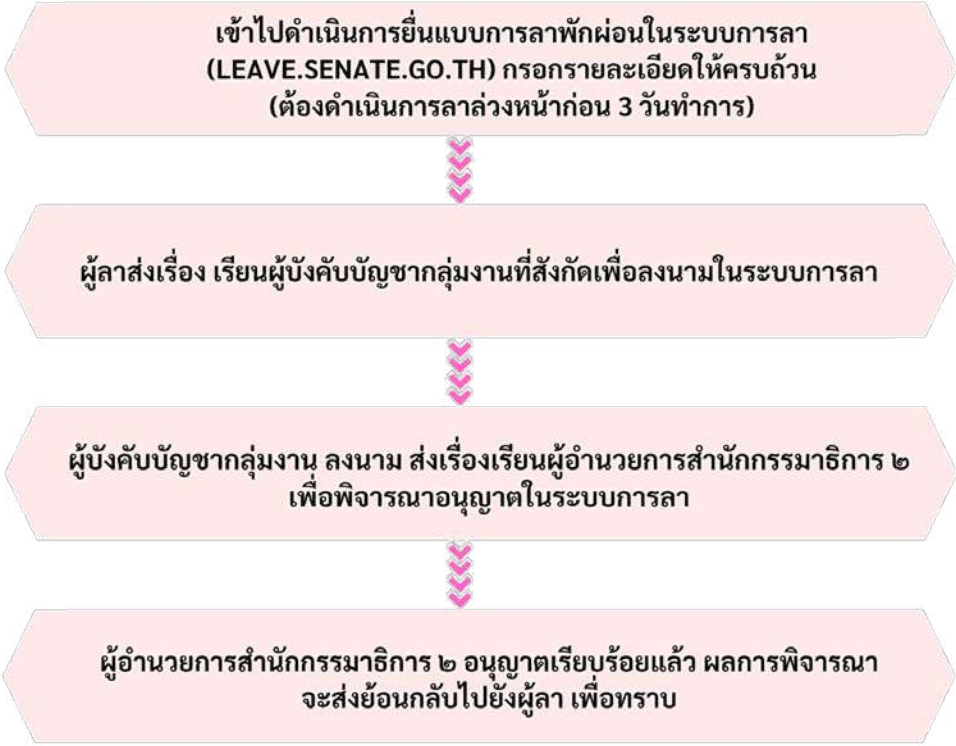 เข้าไปดำเนินการยื่นแบบการลาพักผ่อนในระบบการลา
(LEAVE.SENATE.GO.TH) กรอกรายละเอียดให้ครบถ้วน
(ต้องดำเนินการลาล่วงหน้าก่อน 3 วันทำการ)
ผู้ลาส่งเรื่อง เรียนผู้บังคับบัญชากลุ่มงานที่สังกัดเพื่อลงนามในระบบการลา
ผู้บังคับบัญชากลุ่มงาน ลงนาม ส่งเรื่องเรียนผู้อำนวยการสำนักกรรมาธิการ ๒
เพื่อพิจารณาอนุญาตในระบบการลา
ผู้อำนวยการสำนักกรรมาธิการ ๒ อนุญาตเรียบร้อยแล้ว ผลการพิจารณา
จะส่งย้อนกลับไปยังผู้ลา เพื่อทราบ